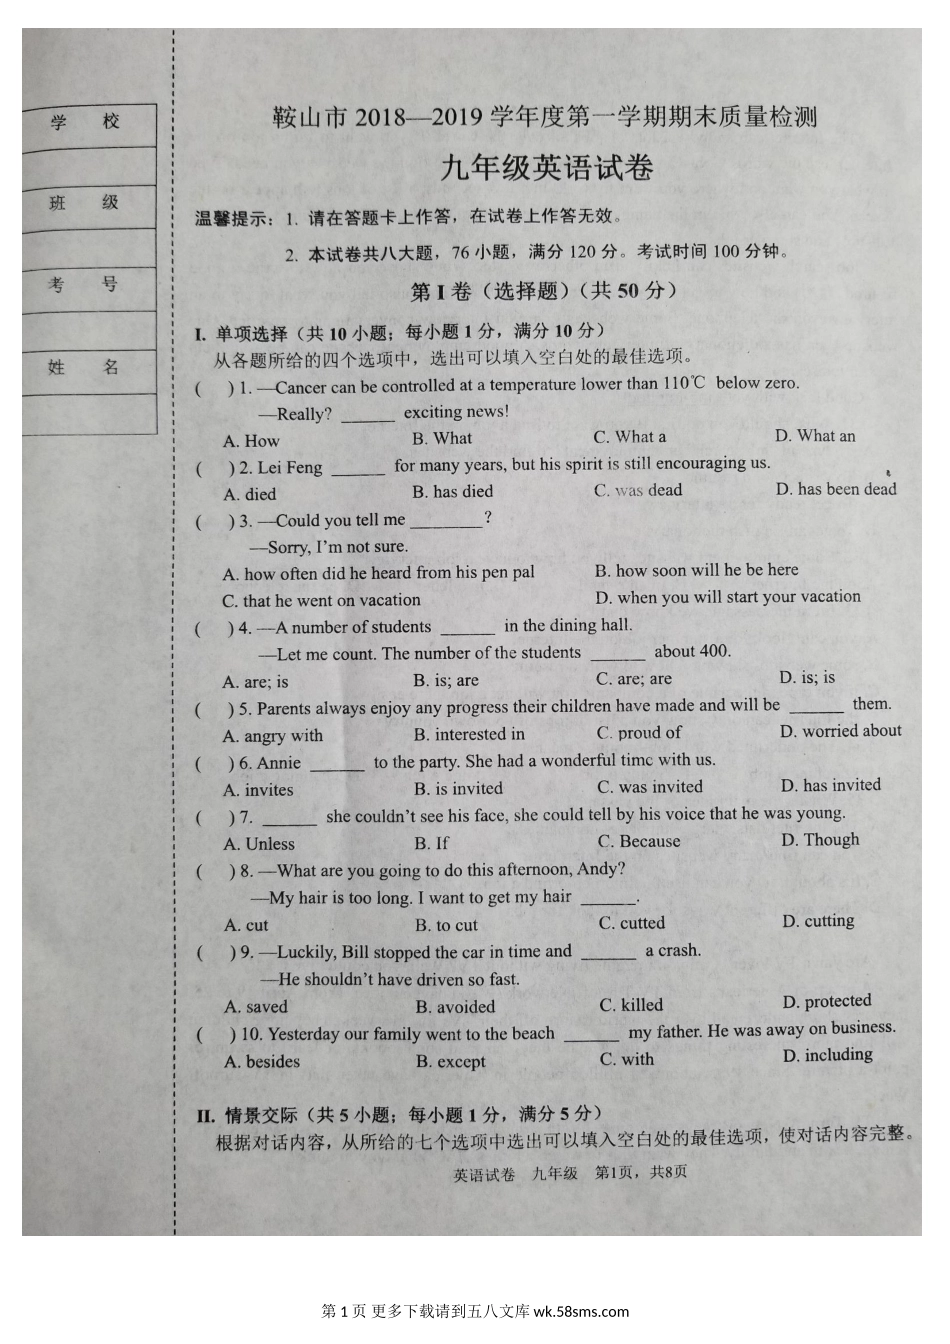 学 校
班 级
考 号
姓 名
鞍山市 2018—2019 学年度第一学期期末质量检测
九年级英语试卷
温馨提示：1. 请在答题卡上作答，在试卷上作答无效。
2. 本试卷共八大题，76 小题，满分 120 分。考试时间 100 分钟。
第 I 卷（选择题）（共 50 分）
I. 单项选择（共 10 小题；每小题 1 分，满分 10 分）
从各题所给的四个选项中，选出可以填入空白处的最佳选项。
( ) 1. —Cancer can be controlled at a temperature lower than 110℃ below zero.
—Really? ______ exciting news!
A. How B. What C. What a D. What an
( ) 2. Lei Feng ______ for many years, but his spirit is still encouraging us.
A. died B. has died C. was dead D. has been dead
( ) 3. —Could you tell me ________?
—Sorry, I'm not sure.
A. how often did he heard from his pen pal B. how soon will he be here
C. that he went on vacation D. when you will start your vacation
( ) 4. —A number of students ______ in the dining hall.
—Let me count. The number of the students ______ about 400.
A. are; is B. is; are C. are; are D. is; is
( ) 5. Parents always enjoy any progress their children have made and will be ______ them.
A. angry with B. interested in C. proud of D. worried about
( ) 6. Annie ______ to the party. She had a wonderful time with us.
A. invites B. is invited C. was invited D. has invited
( ) 7. ______ she couldn't see his face, she could tell by his voice that he was young.
A. Unless B. If C. Because D. Though
( ) 8. —What are you going to do this afternoon, Andy?
—My hair is too long. I want to get my hair ______.
A. cut B. to cut C. cutted D. cutting
( ) 9. —Luckily, Bill stopped the car in time and ______ a crash.
—He shouldn't have driven so fast.
A. saved B. avoided C. killed D. protected
( ) 10. Yesterday our family went to the beach ______ my father. He was away on business.
A. besides B. except C. with D. including
II. 情景交际（共 5 小题；每小题 1 分，满分 5 分）
根据对话内容，从所给的七个选项中选出可以填入空白处的最佳选项，使对话内容完整。
英语试卷 九年级 第1页，共8页
第 1 页 更多下载请到五八文库 wk.58sms.com